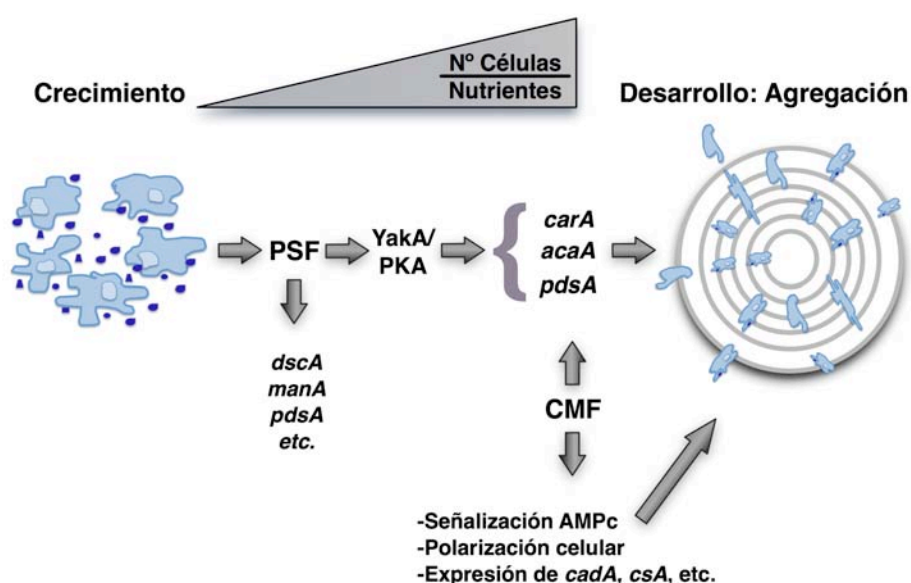 Nº Células
Nutrientes
Crecimiento
Desarrollo: Agregación
PSF
YakA/
PKA
carA
acaA
pdsA
dscA
manA
pdsA
etc.
CMF
-Señalización AMPc
-Polarización celular
-Expresión de cadA, csA, etc.